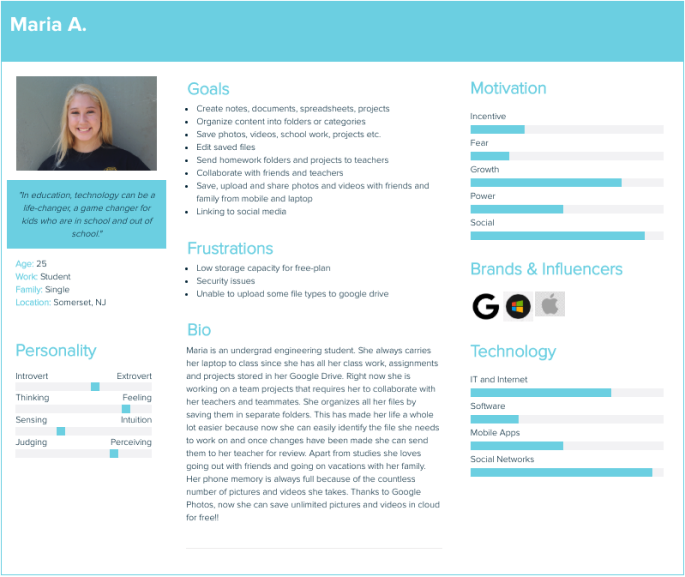 Maria A.
"In education, technology can be a
life-changer, a game changer for
kids who are in school and out of
school."
Age: 25
Work: Student
Family: Single
Location: Somerset, NJ
Personality
Introvert Extrovert
Thinking Feeling
Sensing Intuition
Judging Perceiving
Goals
• Create notes, documents, spreadsheets, projects
• Organize content into folders or categories
• Save photos, videos, school work, projects etc.
• Edit saved files
• Send homework folders and projects to teachers
• Collaborate with friends and teachers
• Save, upload and share photos and videos with friends and
family from mobile and laptop
• Linking to social media
Frustrations
• Low storage capacity for free-plan
• Security issues
• Unable to upload some file types to google drive
Bio
Maria is an undergrad engineering student. She always carries
her laptop to class since she has all her class work, assignments
and projects stored in her Google Drive. Right now she is
working on a team projects that requires her to collaborate with
her teachers and teammates. She organizes all her files by
saving them in separate folders. This has made her life a whole
lot easier because now she can easily identify the file she needs
to work on and once changes have been made she can send
them to her teacher for review. Apart from studies she loves
going out with friends and going on vacations with her family.
Her phone memory is always full because of the countless
number of pictures and videos she takes. Thanks to Google
Photos, now she can save unlimited pictures and videos in cloud
for free!!
Motivation
Incentive
Fear
Growth
Power
Social
Brands & Influencers
G
Technology
IT and Internet
Software
Mobile Apps
Social Networks